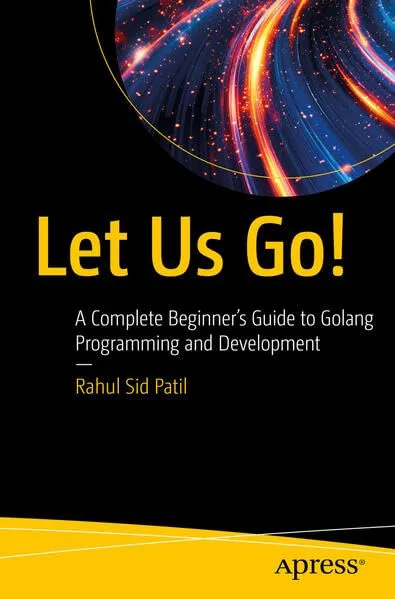 Let Us Go!
A Complete Beginner's Guide to Golang
Programming and Development
—
Rahul Sid Patil
Apress®